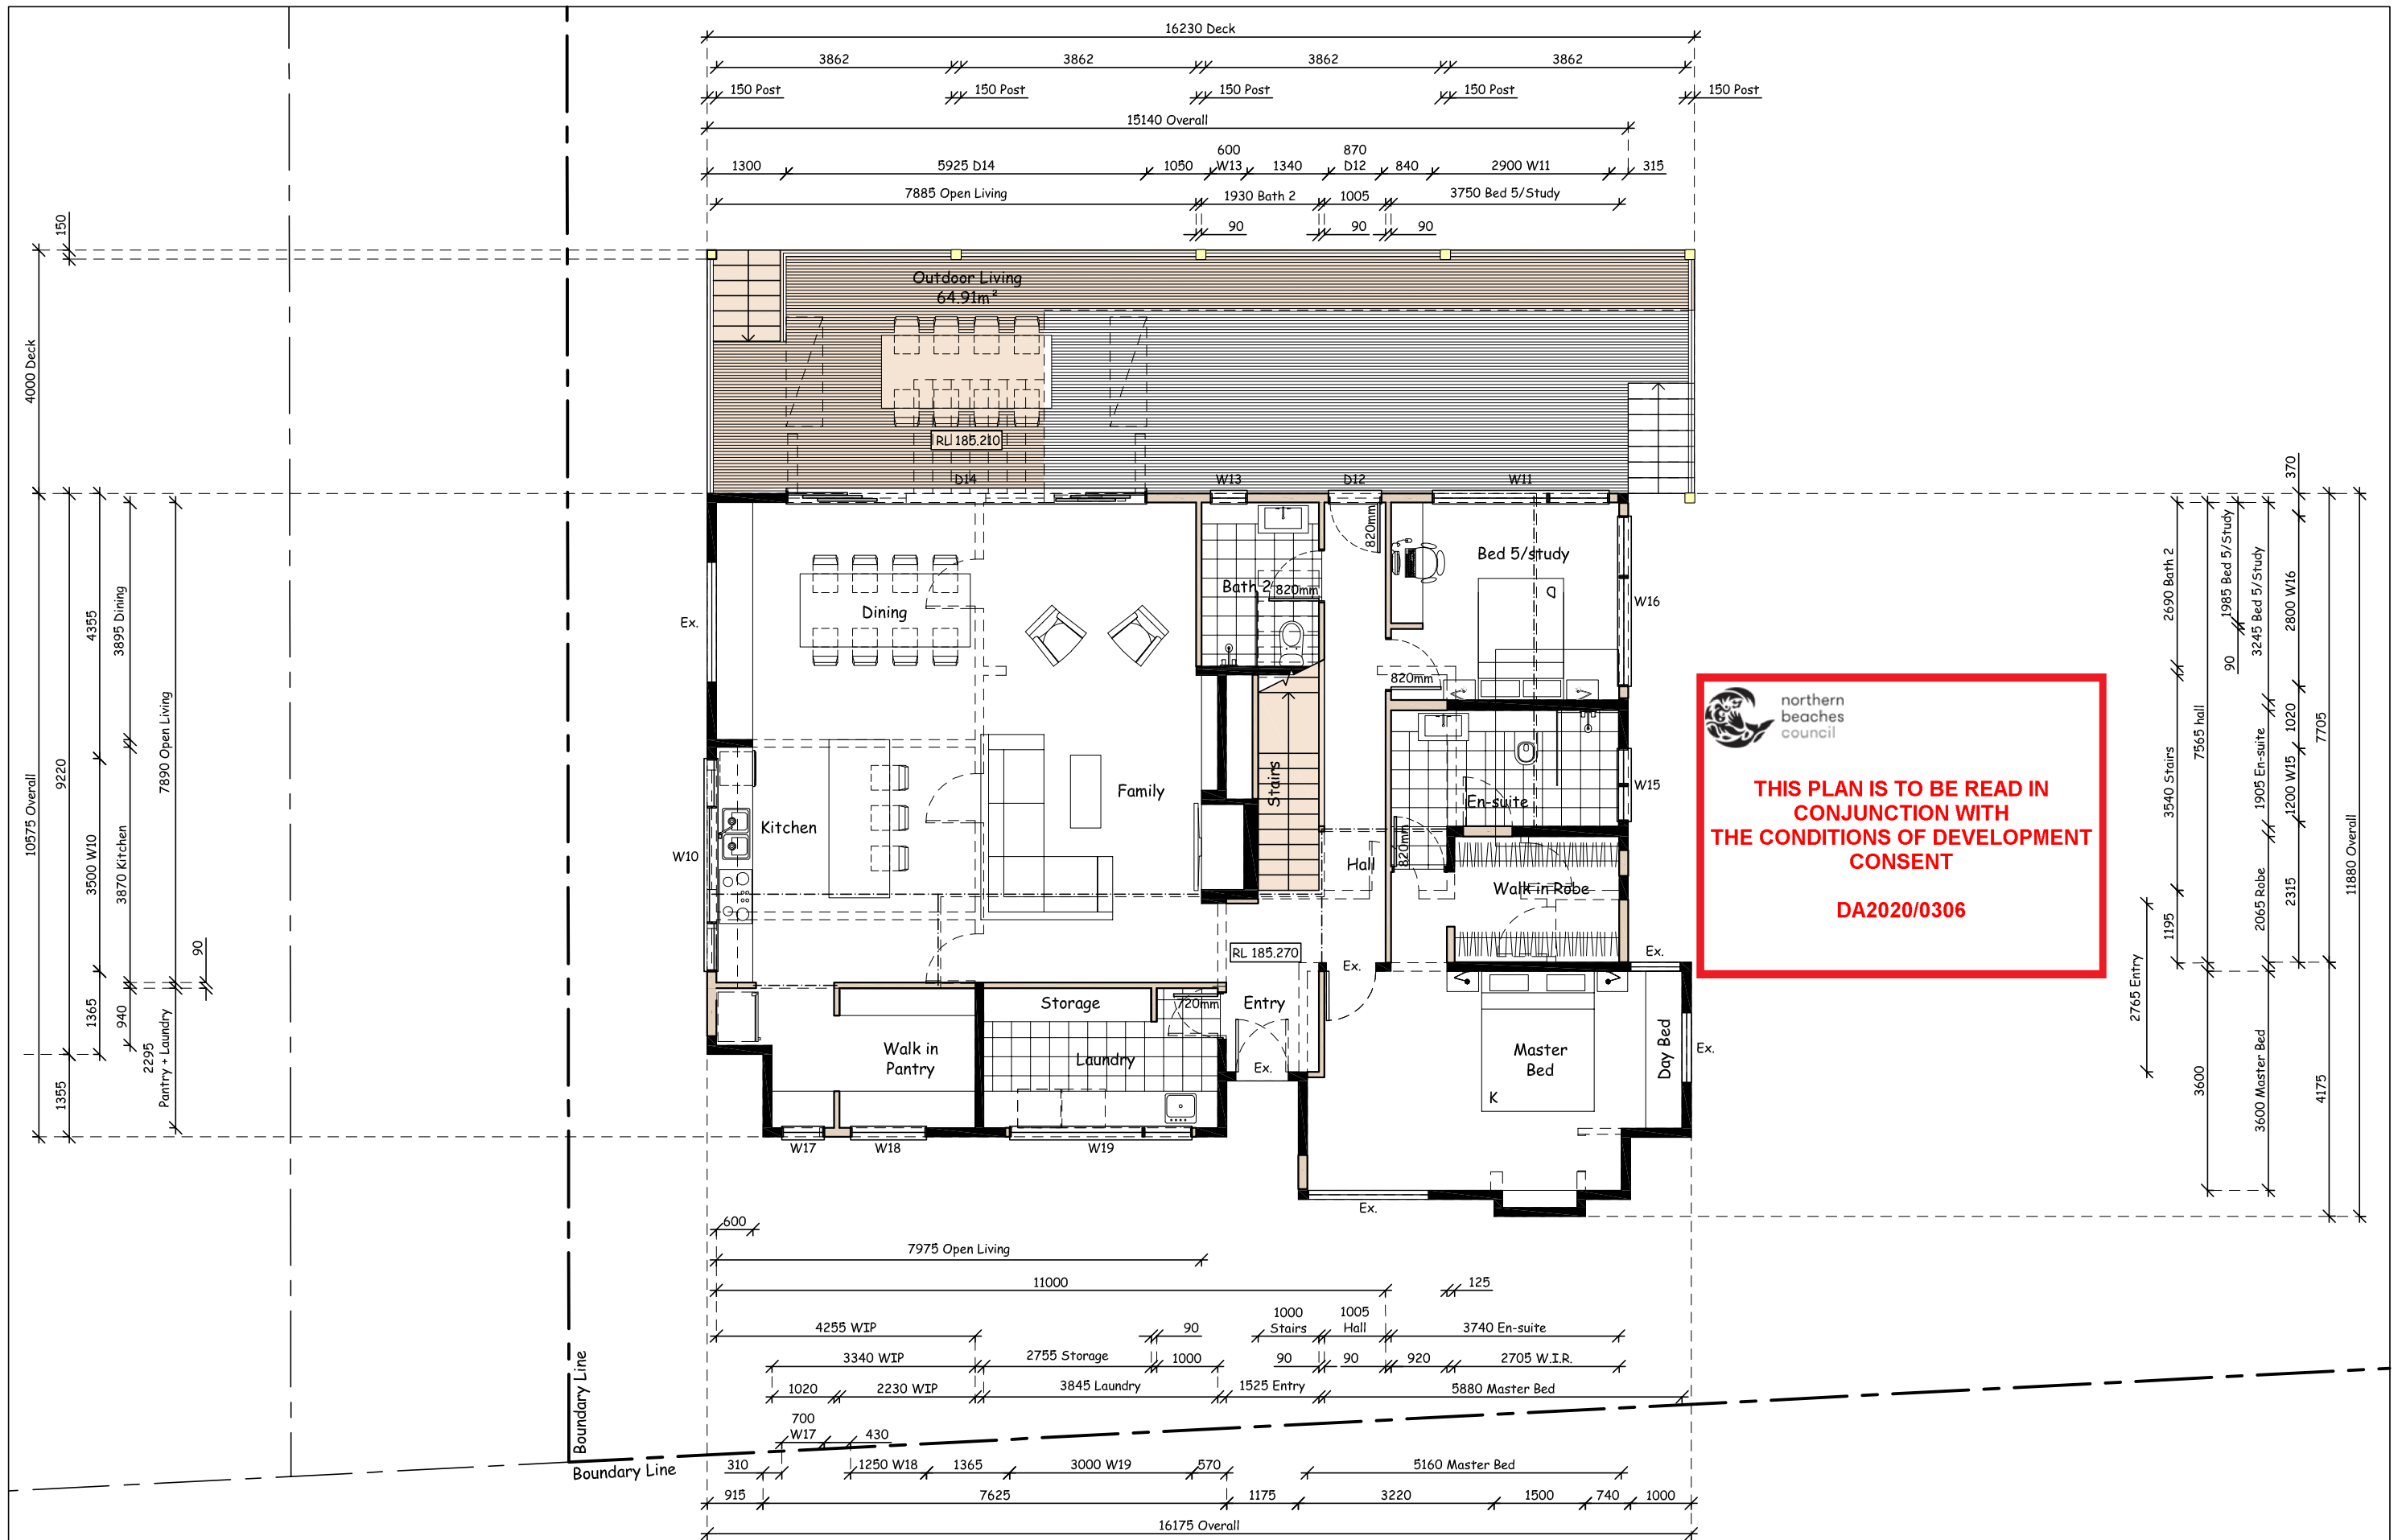 16230 Deck
3862 3862 3862 3862
150 Post 150 Post 150 Post 150 Post 150 Post
15140 Overall
600 870
1300 5925 D14 1050 W13 1340 D12 840 2900 W11 315
7885 Open Living 1930 Bath 2 1005 3750 Bed 5/Study
90 90 90
150
4000 Deck
10575 Overall
9220
1355
4355
3500 W10
1365
3895 Dining
3870 Kitchen
940
7890 Open Living
2295
Pantry + Laundry
90
Outdoor Living
64.91m²
RL 185.210
D14 W13 D12 W11
820mm
Bed 5/study
Bath 2
820mm
Dining
Ex.
W16
820mm
Family
Stairs
En-suite
W15
Kitchen
W10
Hall
820mm
Walk in Robe
RL 185.270
Ex.
Ex.
Storage
720mm
Entry
Walk in
Pantry
Laundry
Ex.
Master
Bed
K
Day Bed
Ex.
W17 W18 W19
Ex.
northern
beaches
council
THIS PLAN IS TO BE READ IN
CONJUNCTION WITH
THE CONDITIONS OF DEVELOPMENT
CONSENT
DA2020/0306
2765 Entry
2690 Bath 2
3540 Stairs
1195
7565 hall
3600
1985 Bed 5/Study
90
3245 Bed 5/Study
1905 En-suite
2065 Robe
3600 Master Bed
370
2800 W16
1020
1200 W15
2315
7705
4175
11880 Overall
600
7975 Open Living
11000 125
1000 1005
4255 WIP 90 Stairs Hall 3740 En-suite
3340 WIP 2755 Storage 1000 90 90 920 2705 W.I.R.
1020 2230 WIP 3845 Laundry 1525 Entry 5880 Master Bed
700
W17 430
Boundary Line
Boundary Line
310 1250 W18 1365 3000 W19 570 5160 Master Bed
915 7625 1175 3220 1500 740 1000
16175 Overall